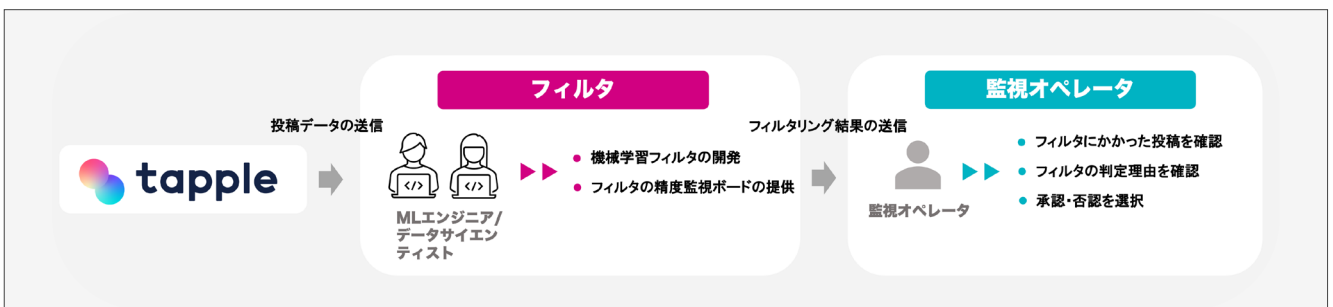 フィルタ
監視オペレータ
投稿データの送信
フィルタリング結果の送信
tapple
</>
</>
MLエンジニア/
データサイエン
ティスト
機械学習フィルタの開発
フィルタの精度監視ボードの提供
監視オペレータ
フィルタにかかった投稿を確認
フィルタの判定理由を確認
承認・否認を選択